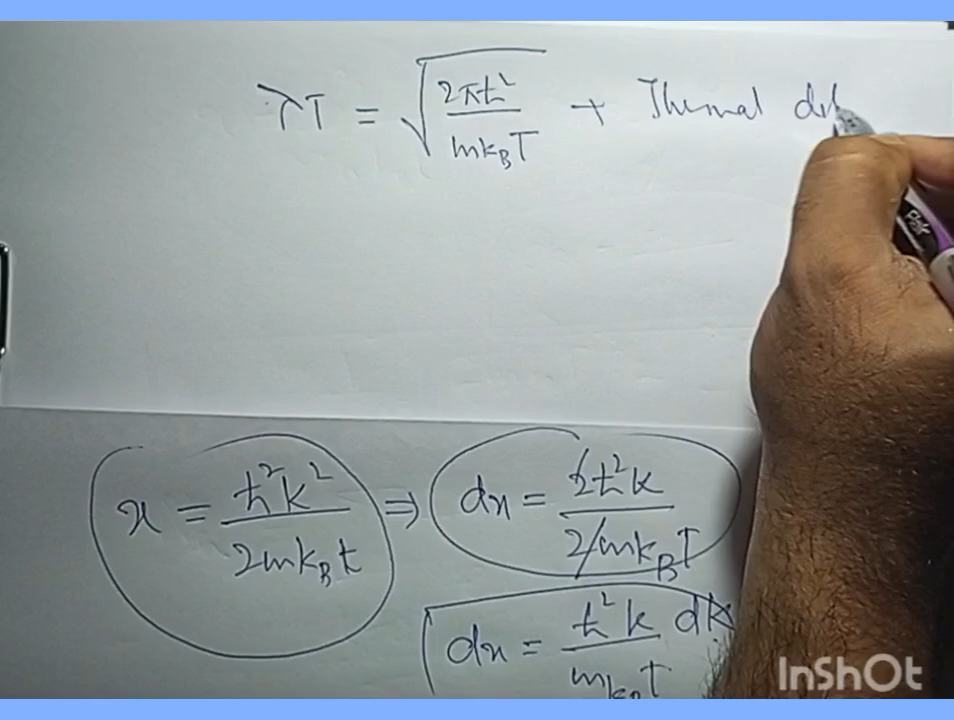 λT = √(2πℏ²/mk_BT) → Thermal
x = ℏ²k²/2mk_Bt ⇒ dx = 2ℏ²k/2mk_BT
dx = ℏ²k/mk_BT dk
InShOt